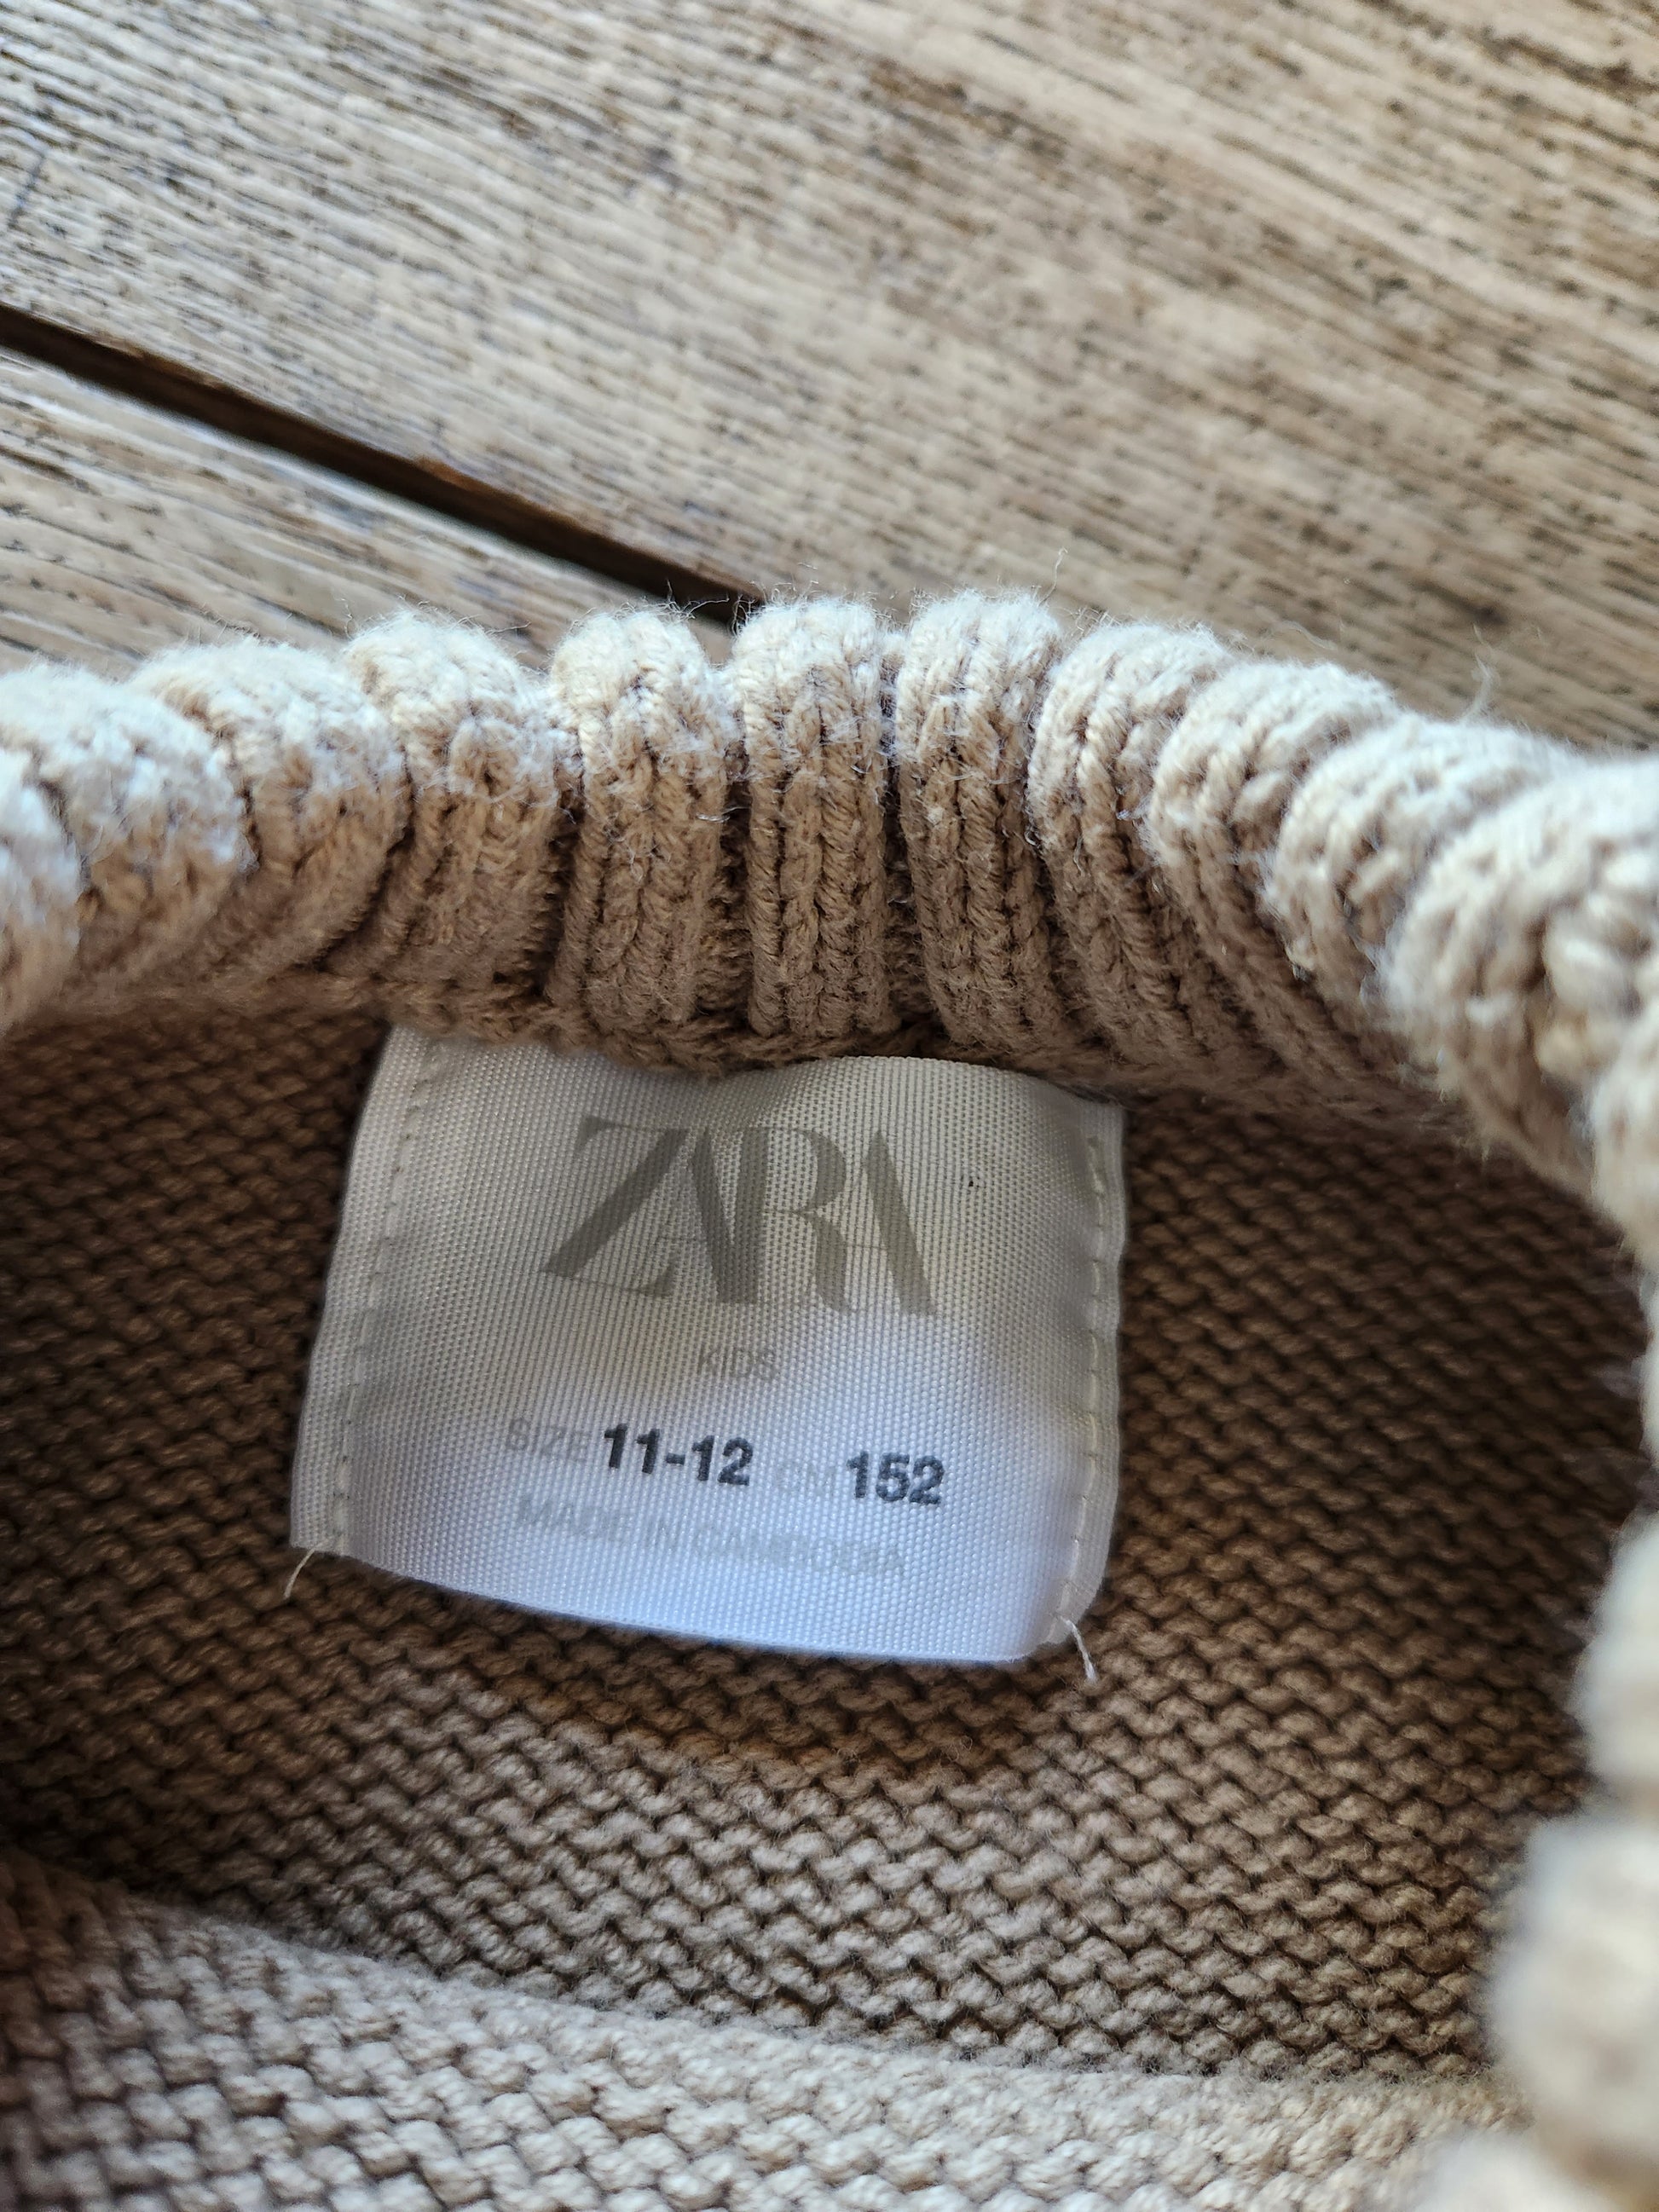 ZARA
KIDS
SIZE 11-12 CM 152
MADE IN CAMBODIA